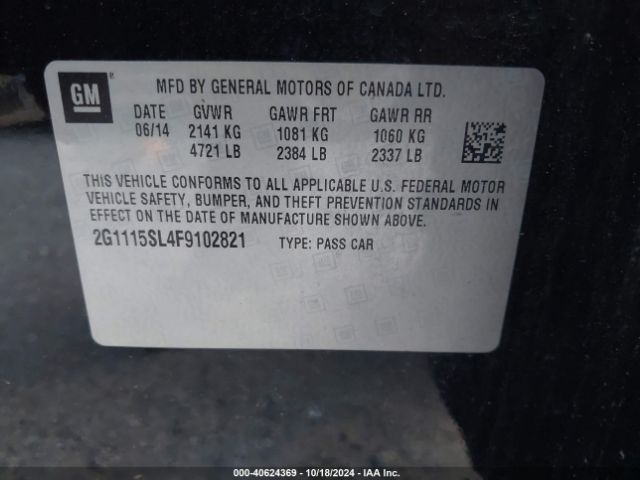 GM
MFD BY GENERAL MOTORS OF CANADA LTD.
DATE GVWR GAWR FRT GAWR RR
06/14 2141 KG 1081 KG 1060 KG
4721 LB 2384 LB 2337 LB
THIS VEHICLE CONFORMS TO ALL APPLICABLE U.S. FEDERAL MOTOR
VEHICLE SAFETY, BUMPER, AND THEFT PREVENTION STANDARDS IN
EFFECT ON THE DATE OF MANUFACTURE SHOWN ABOVE.
2G1115SL4F9102821 TYPE: PASS CAR
000-40624369 | 10/18/2024 | IAA Inc.